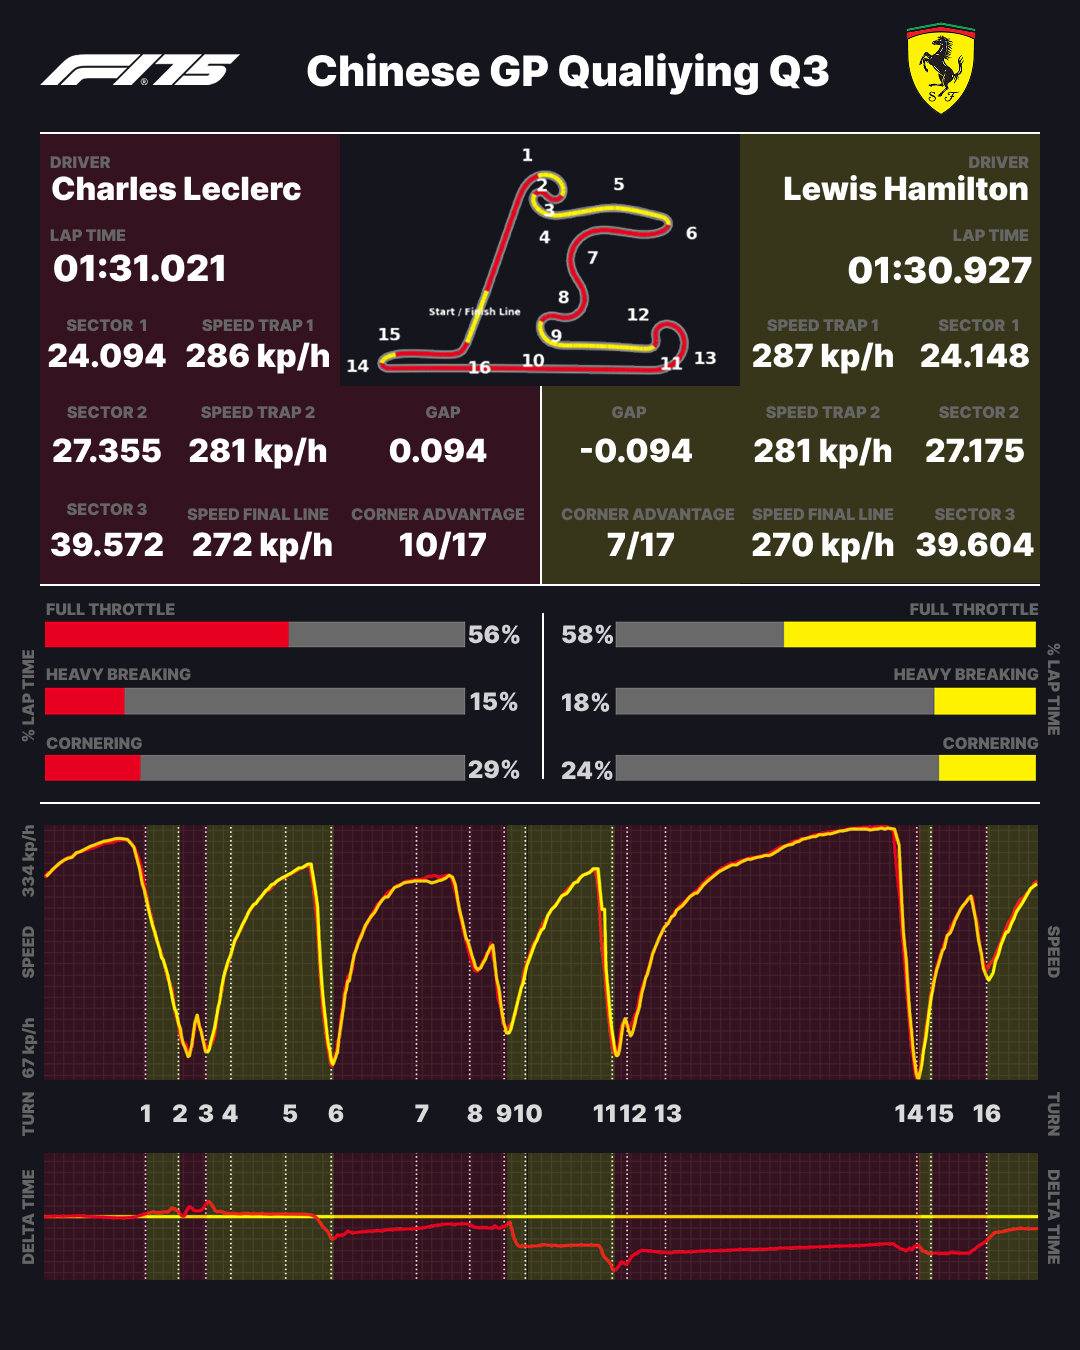 F1.75
Chinese GP Qualiying Q3
S F
DRIVER
Charles Leclerc
LAP TIME
01:31.021
SECTOR 1
SPEED TRAP 1
24.094
286 kp/h
1
2
3
4
5
6
7
8
9
10
11
12
13
14
15
16
Start / Finish Line
DRIVER
Lewis Hamilton
LAP TIME
01:30.927
SPEED TRAP 1
SECTOR 1
287 kp/h
24.148
SECTOR 2
SPEED TRAP 2
GAP
27.355
281 kp/h
0.094
SECTOR 3
SPEED FINAL LINE
CORNER ADVANTAGE
39.572
272 kp/h
10/17
GAP
SPEED TRAP 2
SECTOR 2
-0.094
281 kp/h
27.175
CORNER ADVANTAGE
SPEED FINAL LINE
SECTOR 3
7/17
270 kp/h
39.604
% LAP TIME
FULL THROTTLE
56%
HEAVY BREAKING
15%
CORNERING
29%
FULL THROTTLE
58%
HEAVY BREAKING
18%
CORNERING
24%
% LAP TIME
334 kp/h
SPEED
67 kp/h
SPEED
TURN
1 2 3 4 5 6 7 8 9 10 11 12 13 14 15 16
TURN
DELTA TIME
DELTA TIME